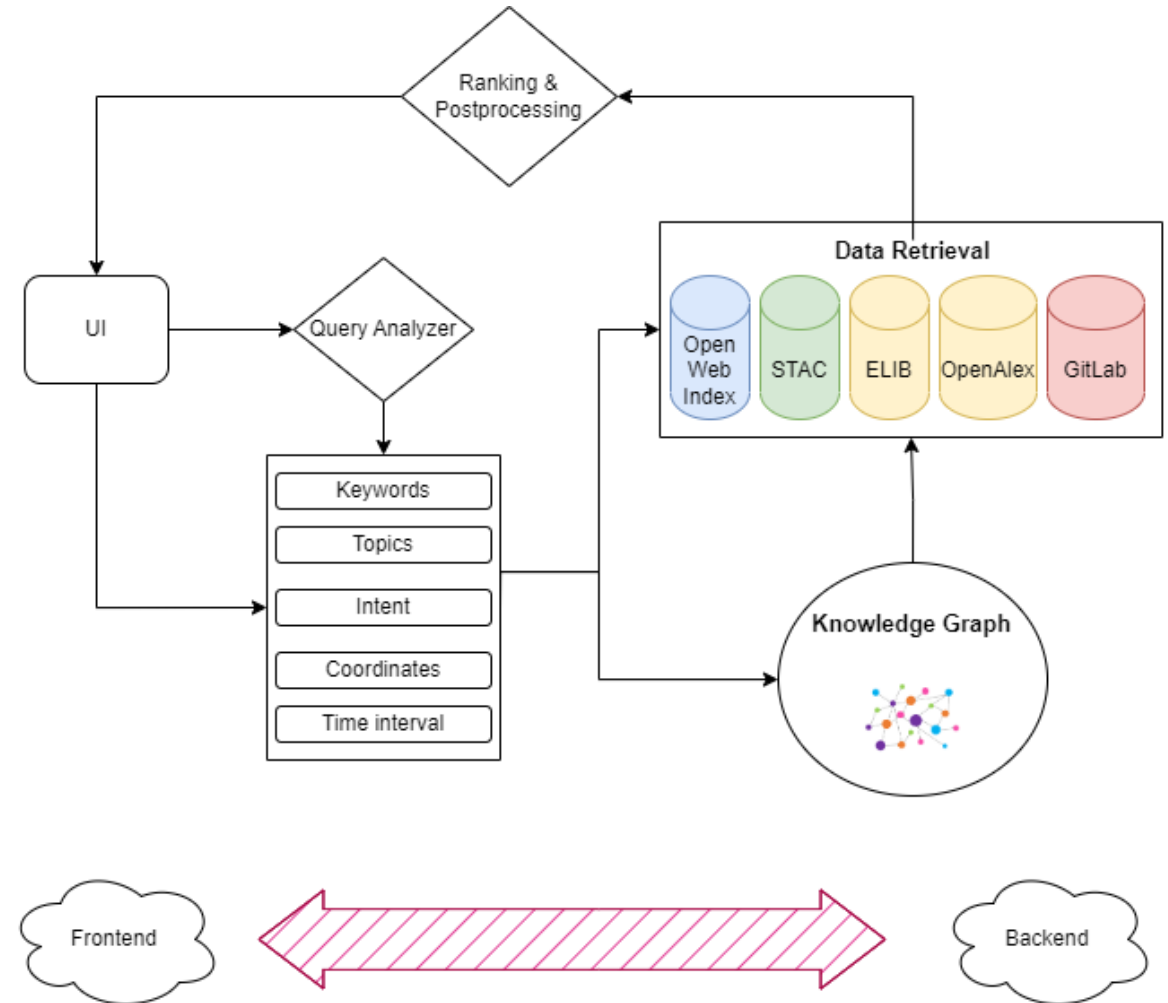 Ranking &
Postprocessing
Data Retrieval
UI
Query Analyzer
Open
Web
Index
STAC
ELIB
OpenAlex
GitLab
Keywords
Topics
Intent
Coordinates
Time interval
Knowledge Graph
Frontend
Backend